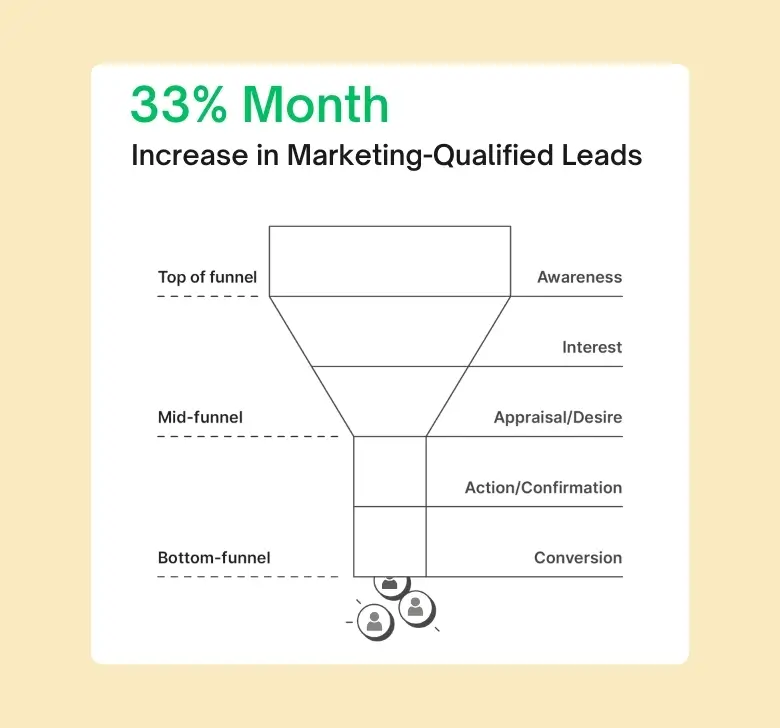 33% Month
Increase in Marketing-Qualified Leads
Top of funnel
Awareness
Interest
Mid-funnel
Appraisal/Desire
Action/Confirmation
Bottom-funnel
Conversion